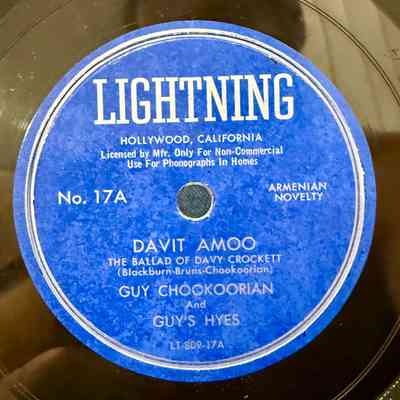 LIGHTNING
HOLLYWOOD, CALIFORNIA
Licensed by Mfr. Only For Non-Commercial
Use For Phonographs In Homes
No. 17A
ARMENIAN
NOVELTY
DAVIT AMOO
THE BALLAD OF DAVY CROCKETT
(Blackburn-Bruns-Chookoorian)
GUY CHOOKOORIAN
And
GUY'S HYES
LT-809-17A